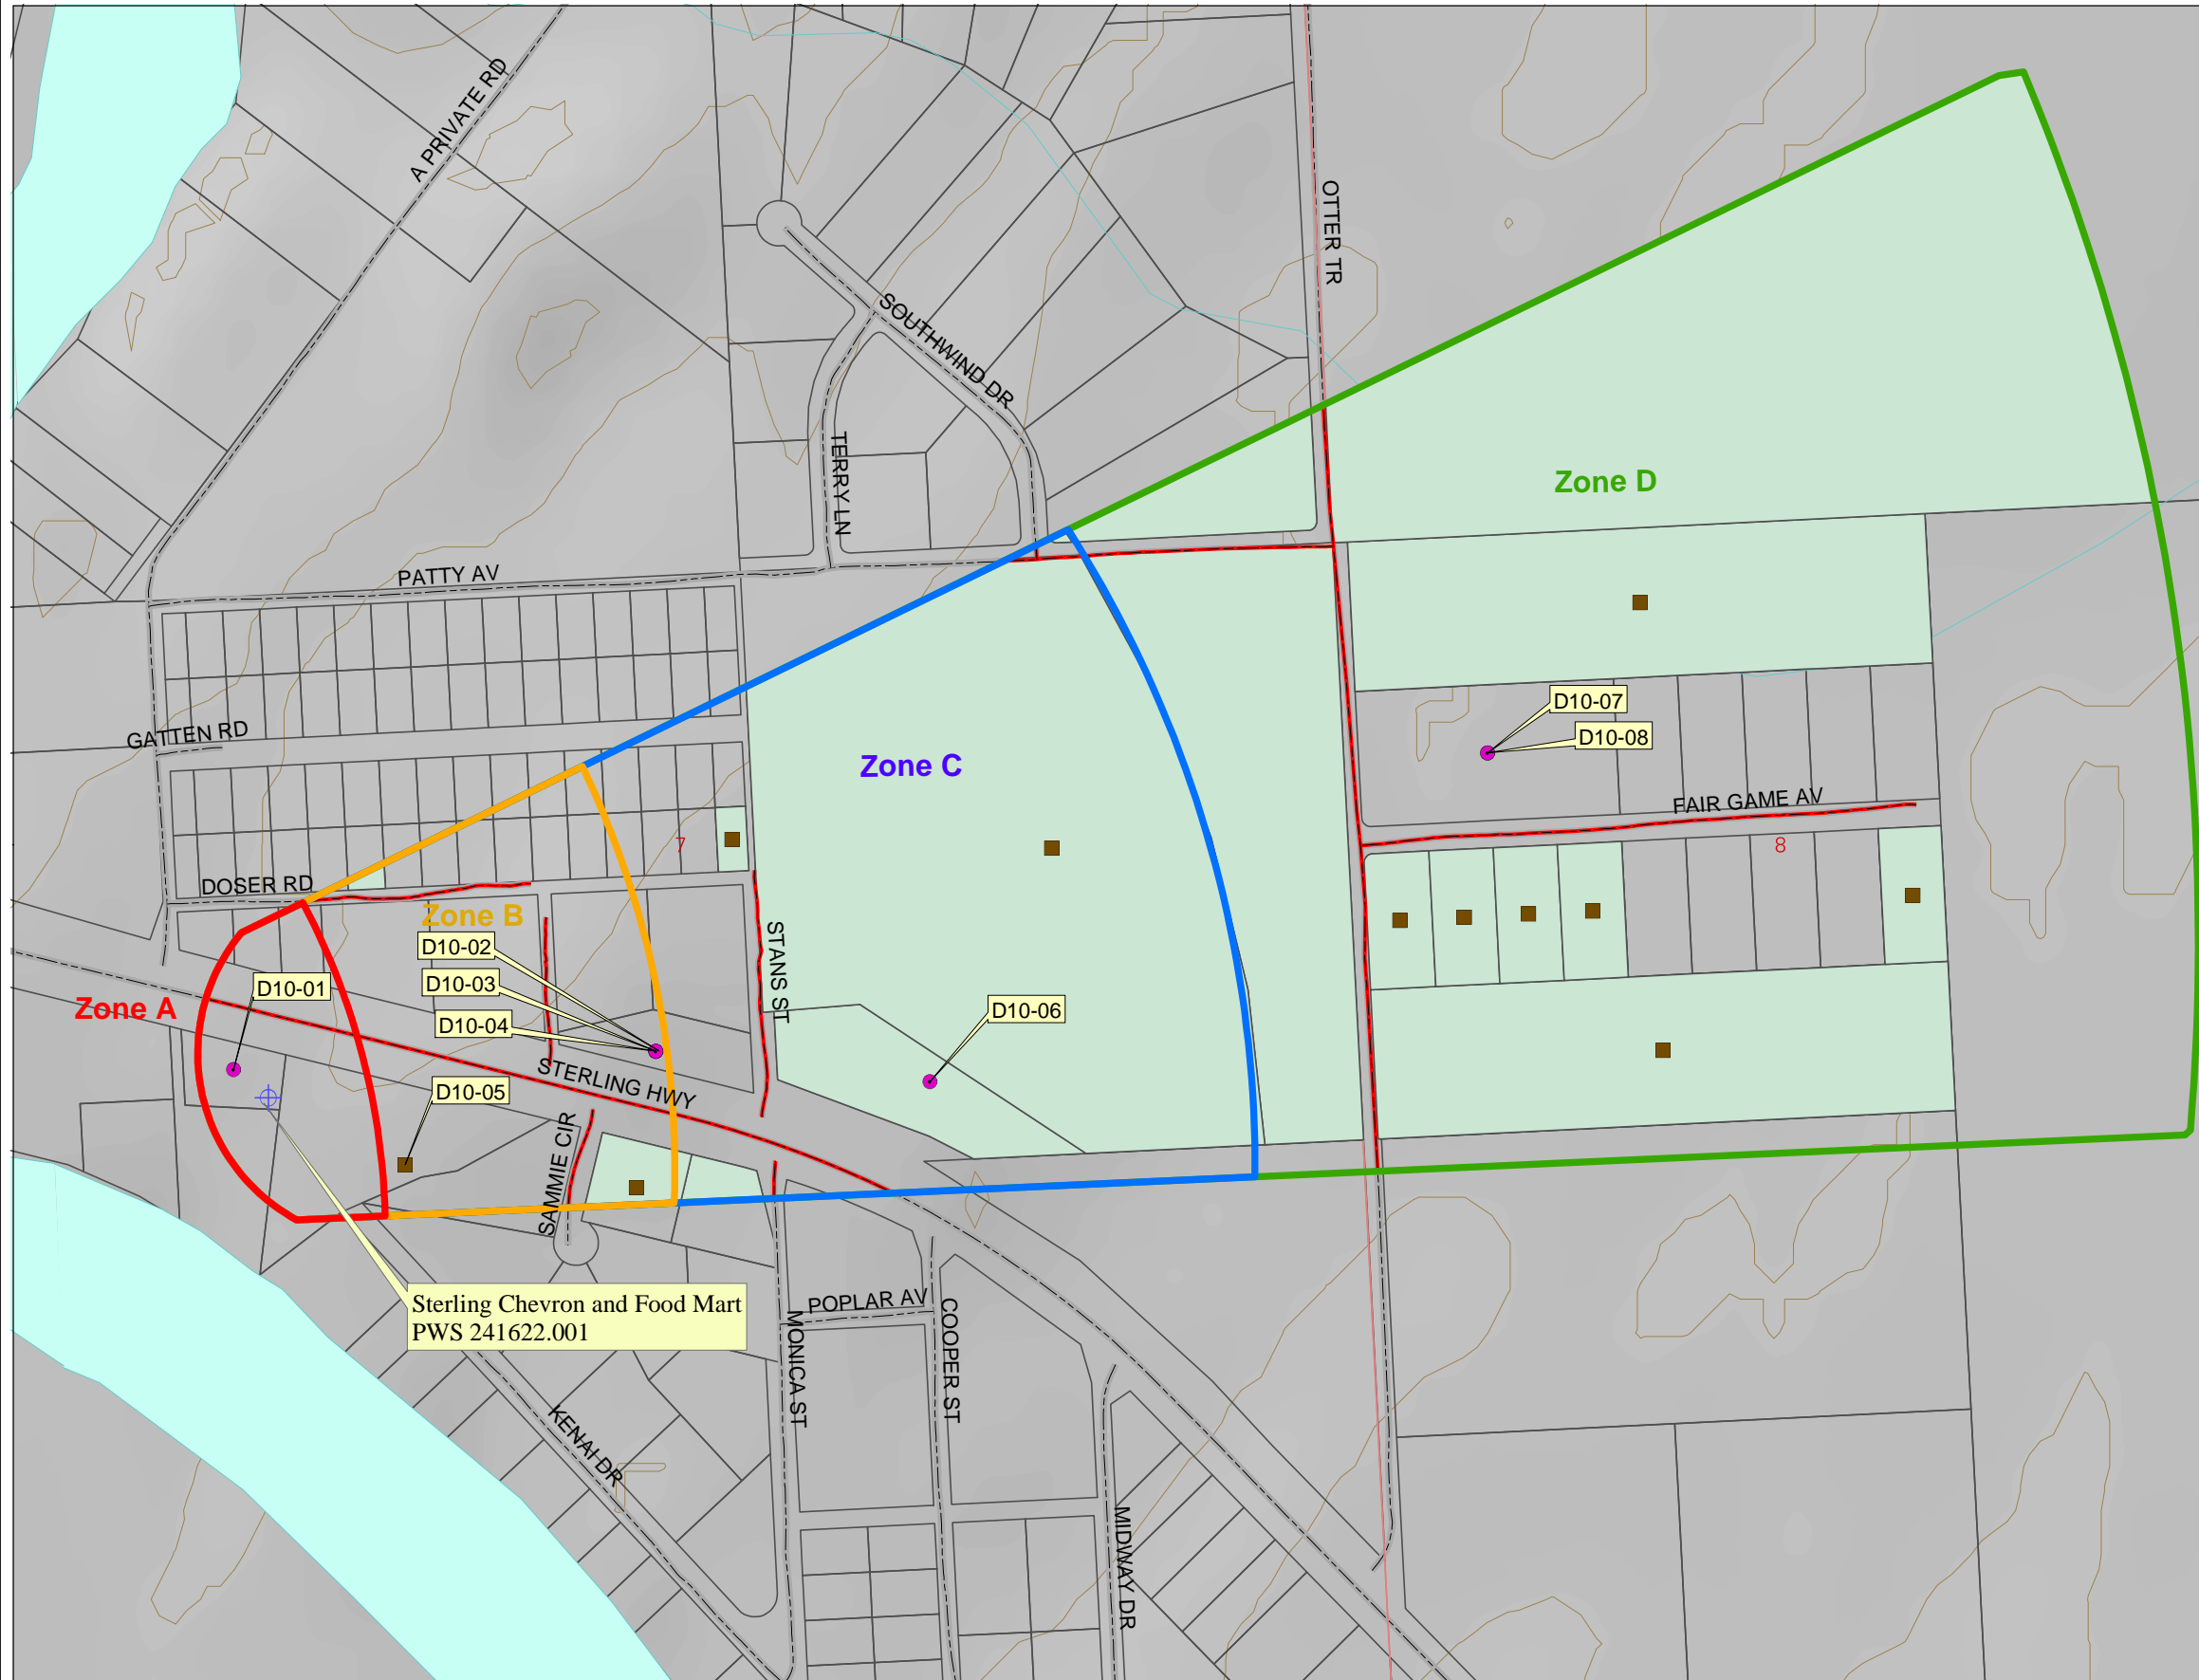 A PRIVATE RD
OTTER TR
SOUTHWIND DR
TERRY LN
Zone D
PATTY AV
D10-07
GATTEN RD
D10-08
Zone C
FAIR GAME AV
7
8
DOSER RD
Zone B
D10-02
STANS ST
D10-03
D10-01
Zone A
D10-06
D10-04
STERLING HWY
D10-05
SAMMIE CIR
Sterling Chevron and Food Mart
PWS 241622.001
POPLAR AV
MONICA ST
COOPER ST
KENAI DR
MIDWAY DR